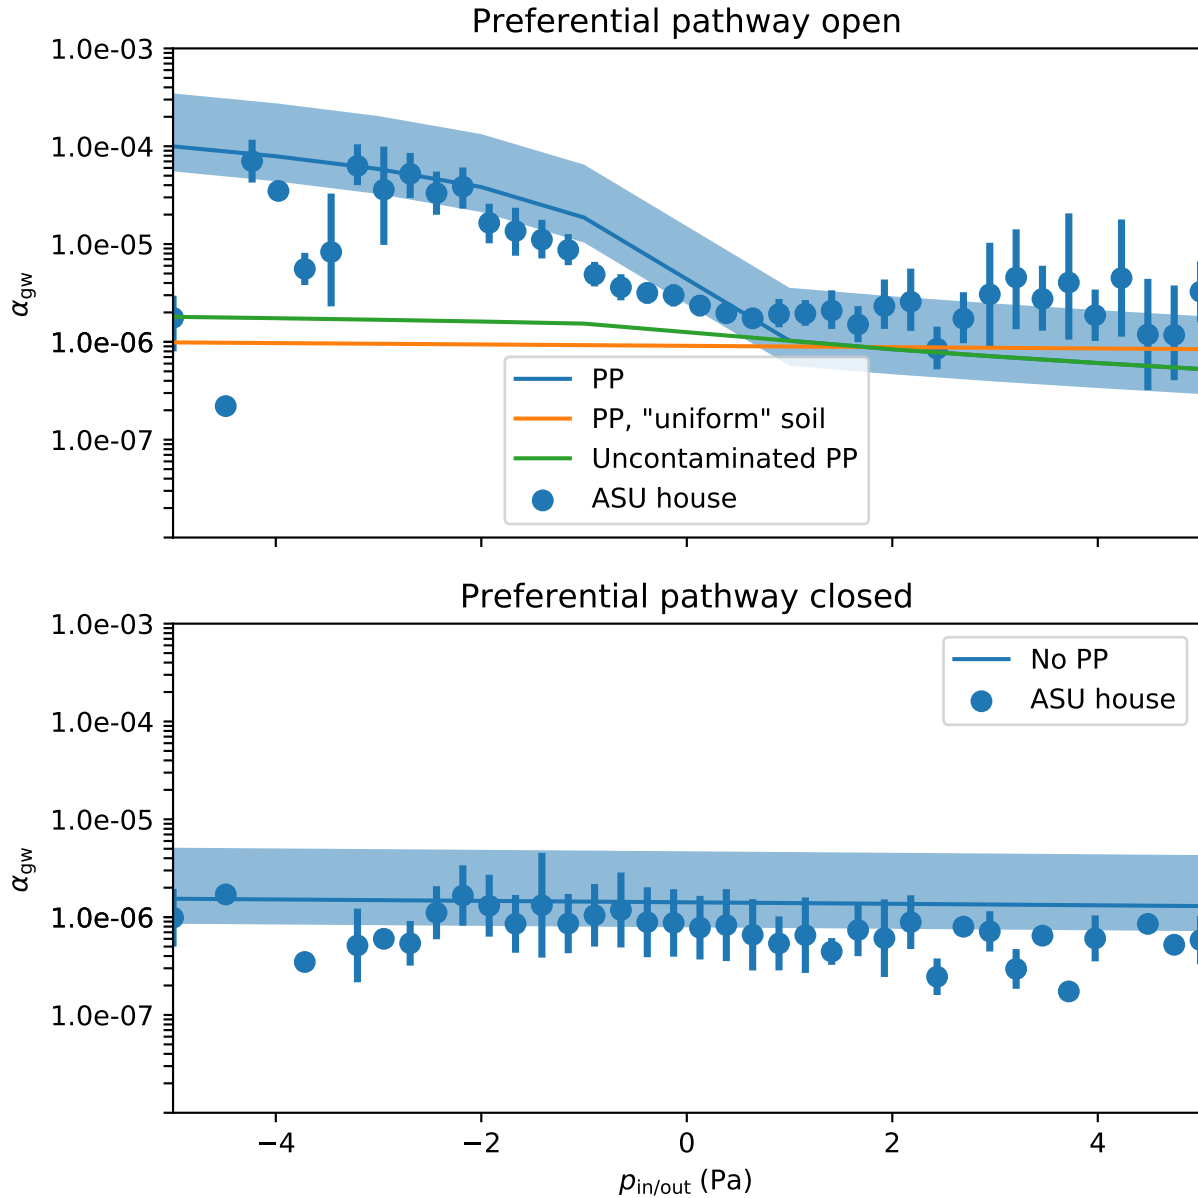 Preferential pathway open
1.0e-03
1.0e-04
1.0e-05
1.0e-06
1.0e-07
αgw
PP
PP, "uniform" soil
Uncontaminated PP
ASU house
Preferential pathway closed
1.0e-03
1.0e-04
1.0e-05
1.0e-06
1.0e-07
αgw
No PP
ASU house
−4 −2 0 2 4
pin/out (Pa)